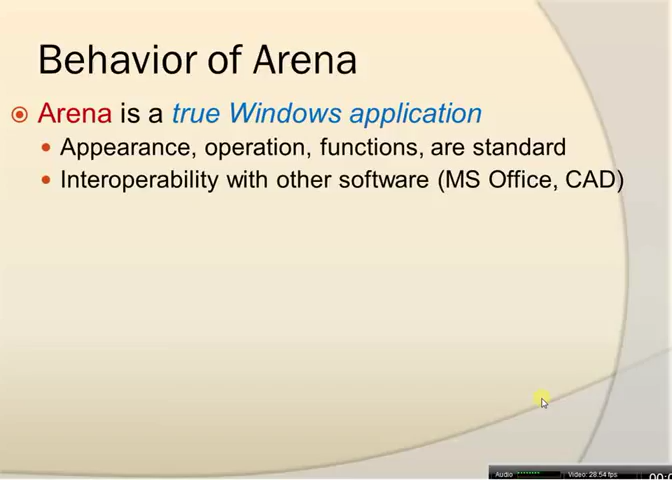 Behavior of Arena
Arena is a true Windows application
Appearance, operation, functions, are standard
Interoperability with other software (MS Office, CAD)
Audio Video: 28.54 fps